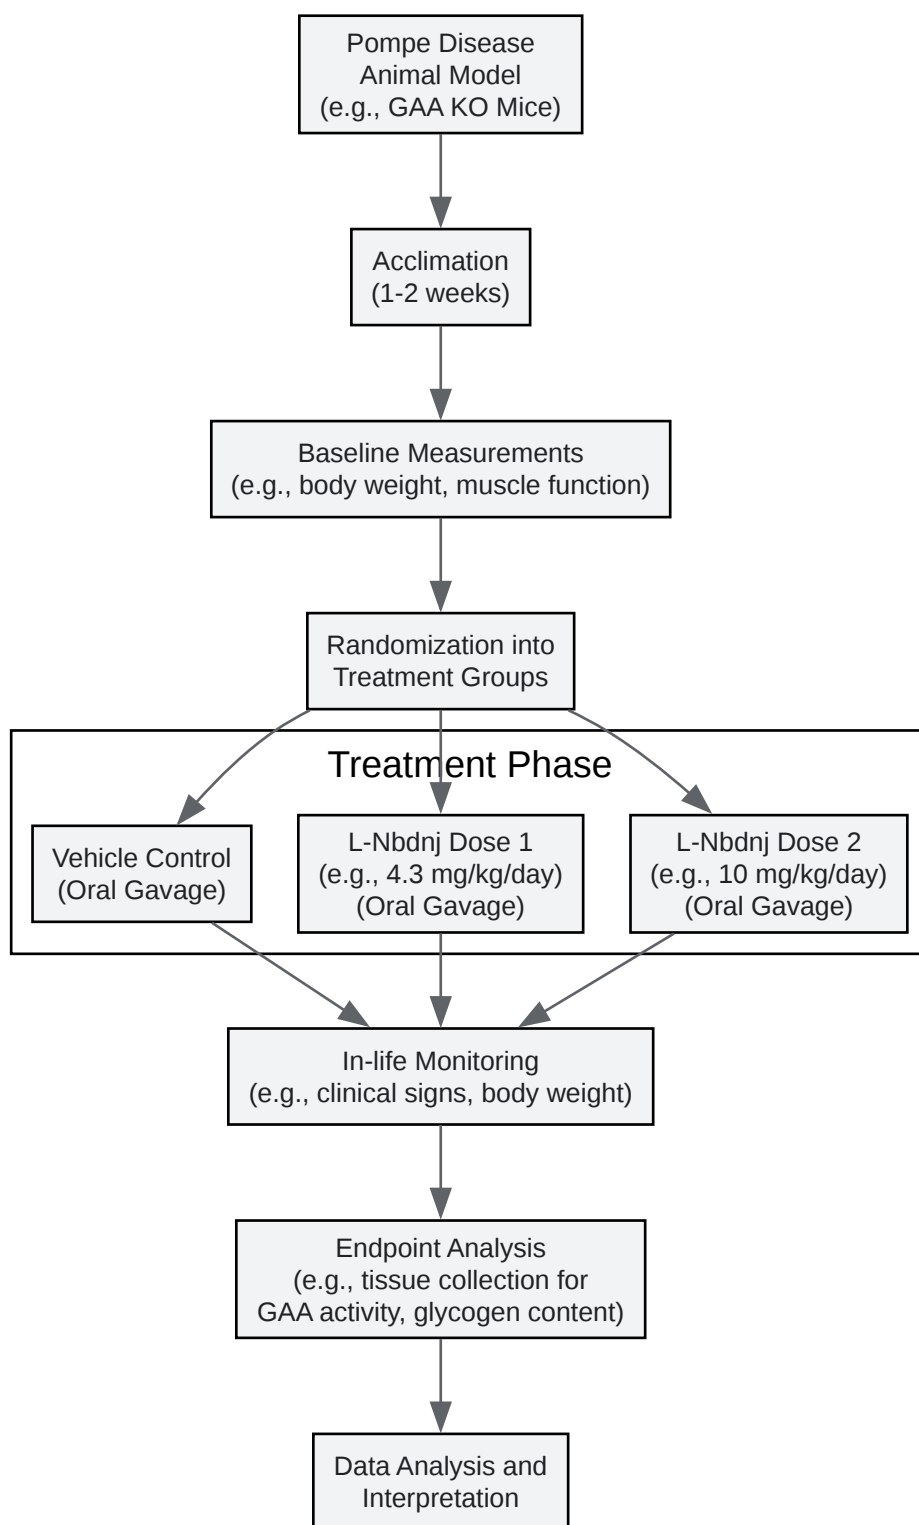 Pompe Disease
Animal Model
(e.g., GAA KO Mice)
Acclimation
(1-2 weeks)
Baseline Measurements
(e.g., body weight, muscle function)
Randomization into
Treatment Groups
Treatment Phase
Vehicle Control
(Oral Gavage)
L-Nbdnj Dose 1
(e.g., 4.3 mg/kg/day)
(Oral Gavage)
L-Nbdnj Dose 2
(e.g., 10 mg/kg/day)
(Oral Gavage)
In-life Monitoring
(e.g., clinical signs, body weight)
Endpoint Analysis
(e.g., tissue collection for
GAA activity, glycogen content)
Data Analysis and
Interpretation